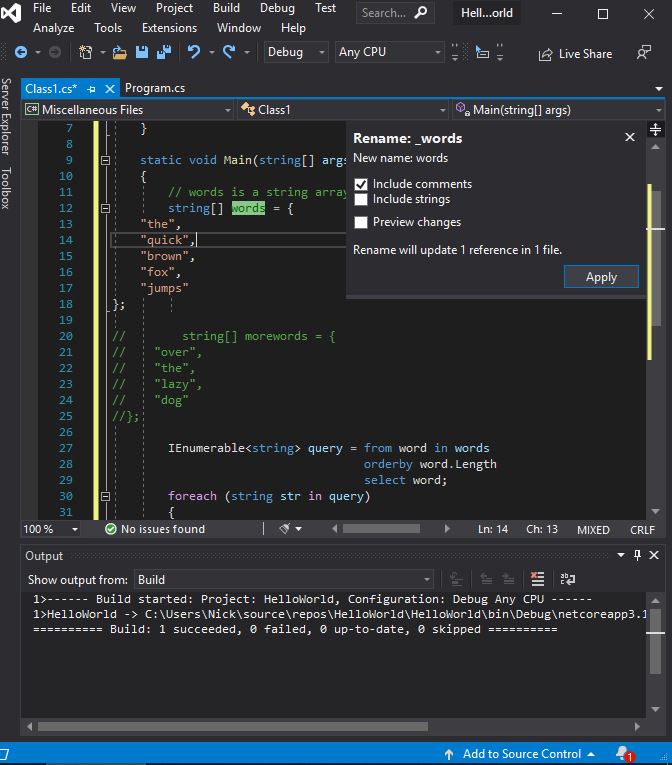 File Edit View Project Build Debug Test
Analyze Tools Extensions Window Help
Search...
Hell...orld
Debug Any CPU Live Share
Server Explorer
Toolbox
Class1.cs* Program.cs
C# Miscellaneous Files Class1 Main(string[] args)
7 }
8
9 static void Main(string[] args
10 {
11 // words is a string array
12 string[] words = {
13 "the",
14 "quick",
15 "brown",
16 "fox",
17 "jumps"
18 };
19
20 // string[] morewords = {
21 // "over",
22 // "the",
23 // "lazy",
24 // "dog"
25 //};
26
27 IEnumerable<string> query = from word in words
28 orderby word.Length
29 select word;
30 foreach (string str in query)
31 {
Rename: _words
New name: words
Include comments
Include strings
Preview changes
Rename will update 1 reference in 1 file.
Apply
100 % No issues found Ln: 14 Ch: 13 MIXED CRLF
Output
Show output from: Build
1>------ Build started: Project: HelloWorld, Configuration: Debug Any CPU ------
1>HelloWorld -> C:\Users\Nick\source\repos\HelloWorld\HelloWorld\bin\Debug\netcoreapp3.1
========== Build: 1 succeeded, 0 failed, 0 up-to-date, 0 skipped ==========
Add to Source Control 1